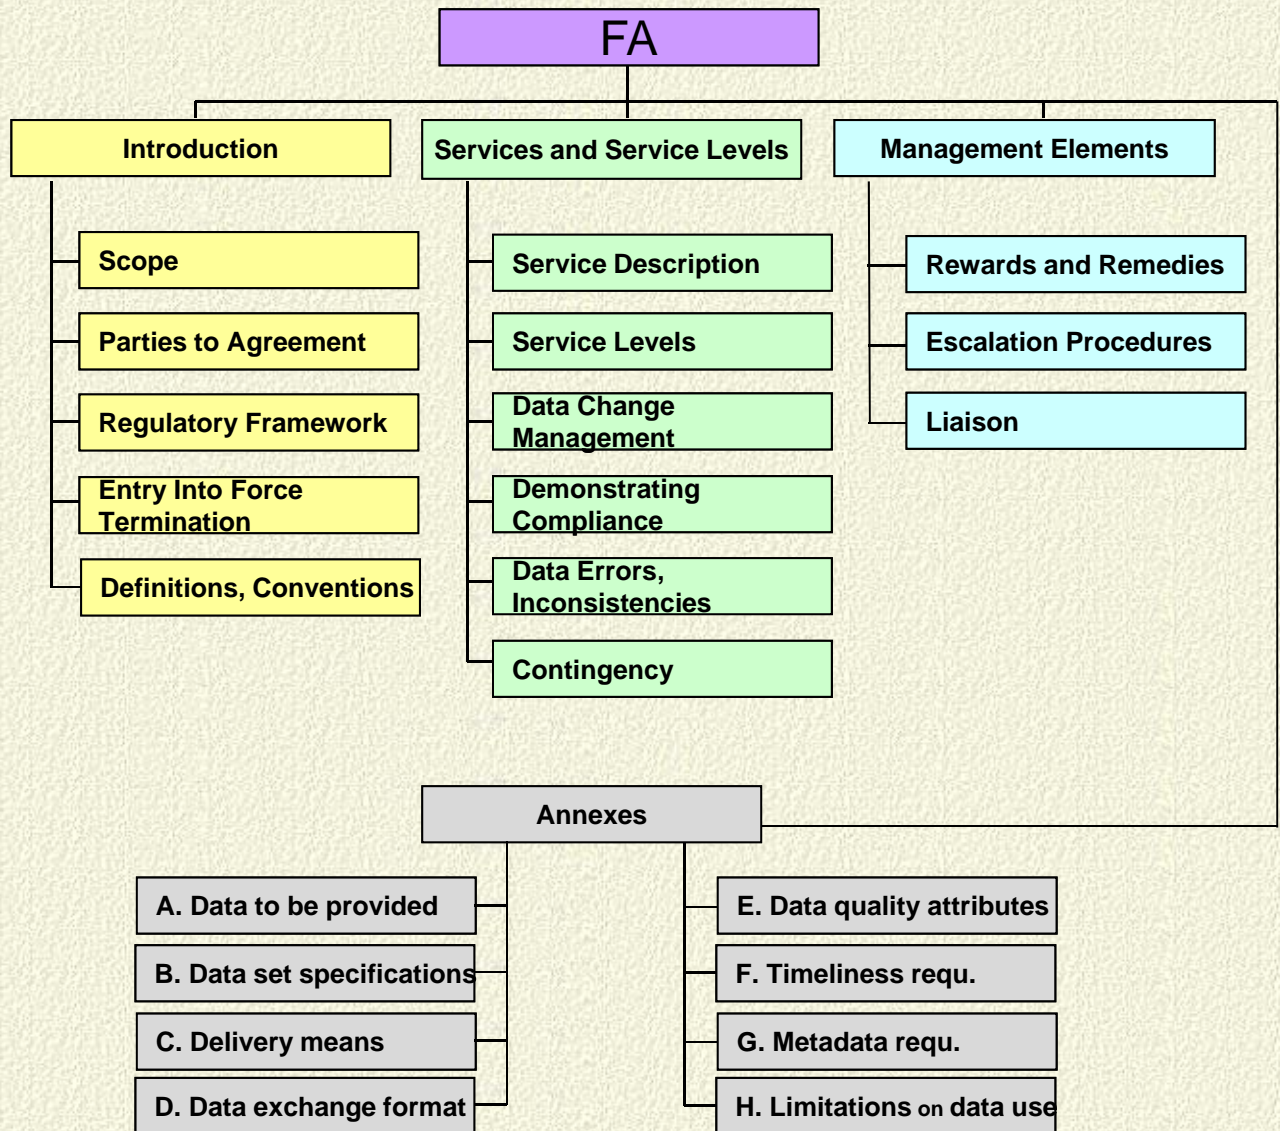 FA
Introduction
Scope
Parties to Agreement
Regulatory Framework
Entry Into Force
Termination
Definitions, Conventions
Services and Service Levels
Service Description
Service Levels
Data Change
Management
Demonstrating
Compliance
Data Errors,
Inconsistencies
Contingency
Management Elements
Rewards and Remedies
Escalation Procedures
Liaison
Annexes
A. Data to be provided
B. Data set specifications
C. Delivery means
D. Data exchange format
E. Data quality attributes
F. Timeliness requ.
G. Metadata requ.
H. Limitations on data use